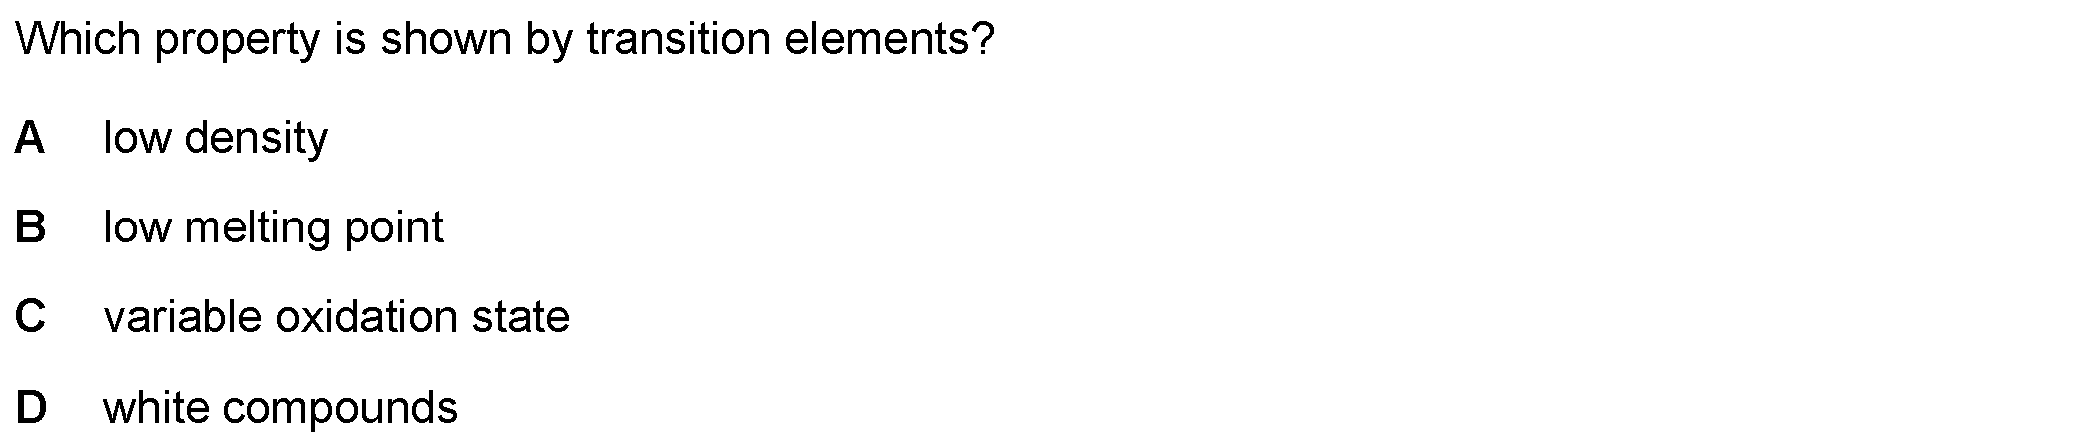 Which property is shown by transition elements?
A low density
B low melting point
C variable oxidation state
D white compounds